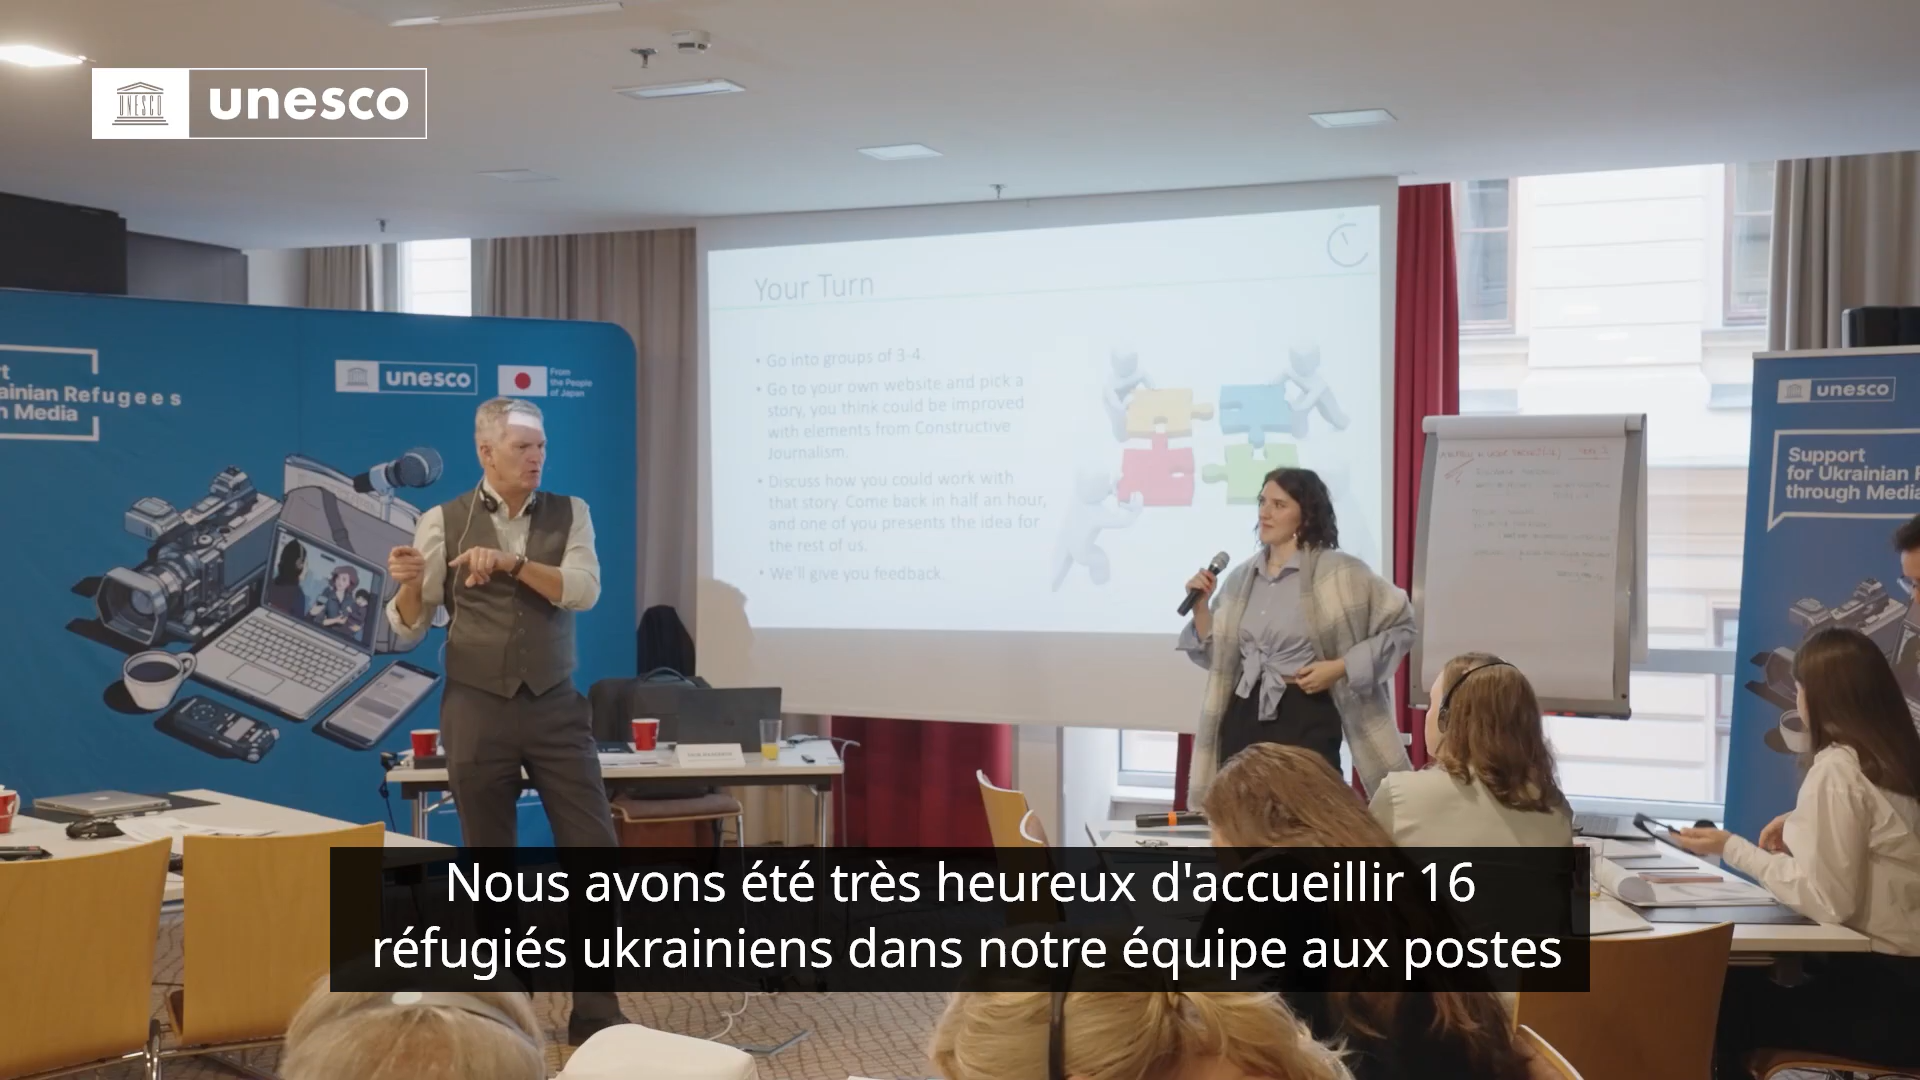 UNESCO
unesco
Your Turn
• Go into groups of 3-4.
• Go to your own website and pick a
story, you think could be improved
with elements from Constructive
Journalism.
• Discuss how you could work with
that story. Come back in half an hour,
and one of you presents the idea for
the rest of us.
• We'll give you feedback.
rt
ainian Refugees
h Media
unesco
From
the People
of Japan
unesco
Support
for Ukrainian R
through Media
Nous avons été très heureux d'accueillir 16
réfugiés ukrainiens dans notre équipe aux postes